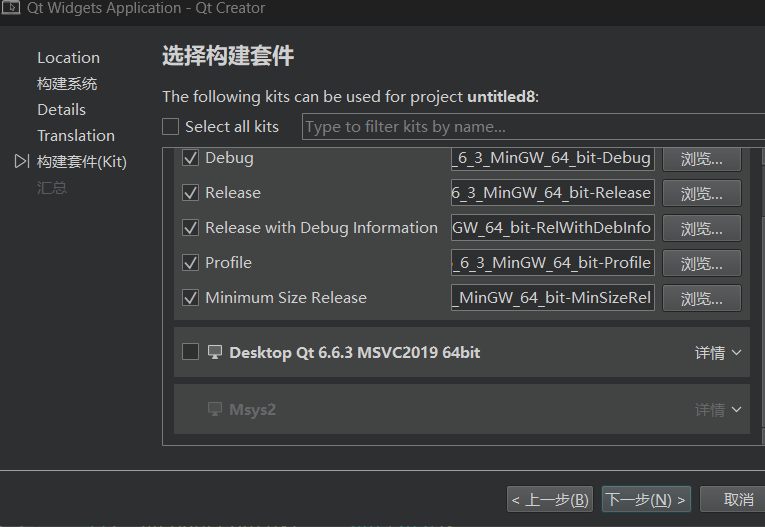 Qt Widgets Application - Qt Creator
Location
构建系统
Details
Translation
构建套件(Kit)
汇总
选择构建套件
The following kits can be used for project untitled8:
Select all kits
Type to filter kits by name...
Debug
_6_3_MinGW_64_bit-Debug
浏览...
Release
6_3_MinGW_64_bit-Release
浏览...
Release with Debug Information
GW_64_bit-RelWithDebInfo
浏览...
Profile
_6_3_MinGW_64_bit-Profile
浏览...
Minimum Size Release
_MinGW_64_bit-MinSizeRel
浏览...
Desktop Qt 6.6.3 MSVC2019 64bit
详情
Msys2
详情
< 上一步(B)
下一步(N) >
取消